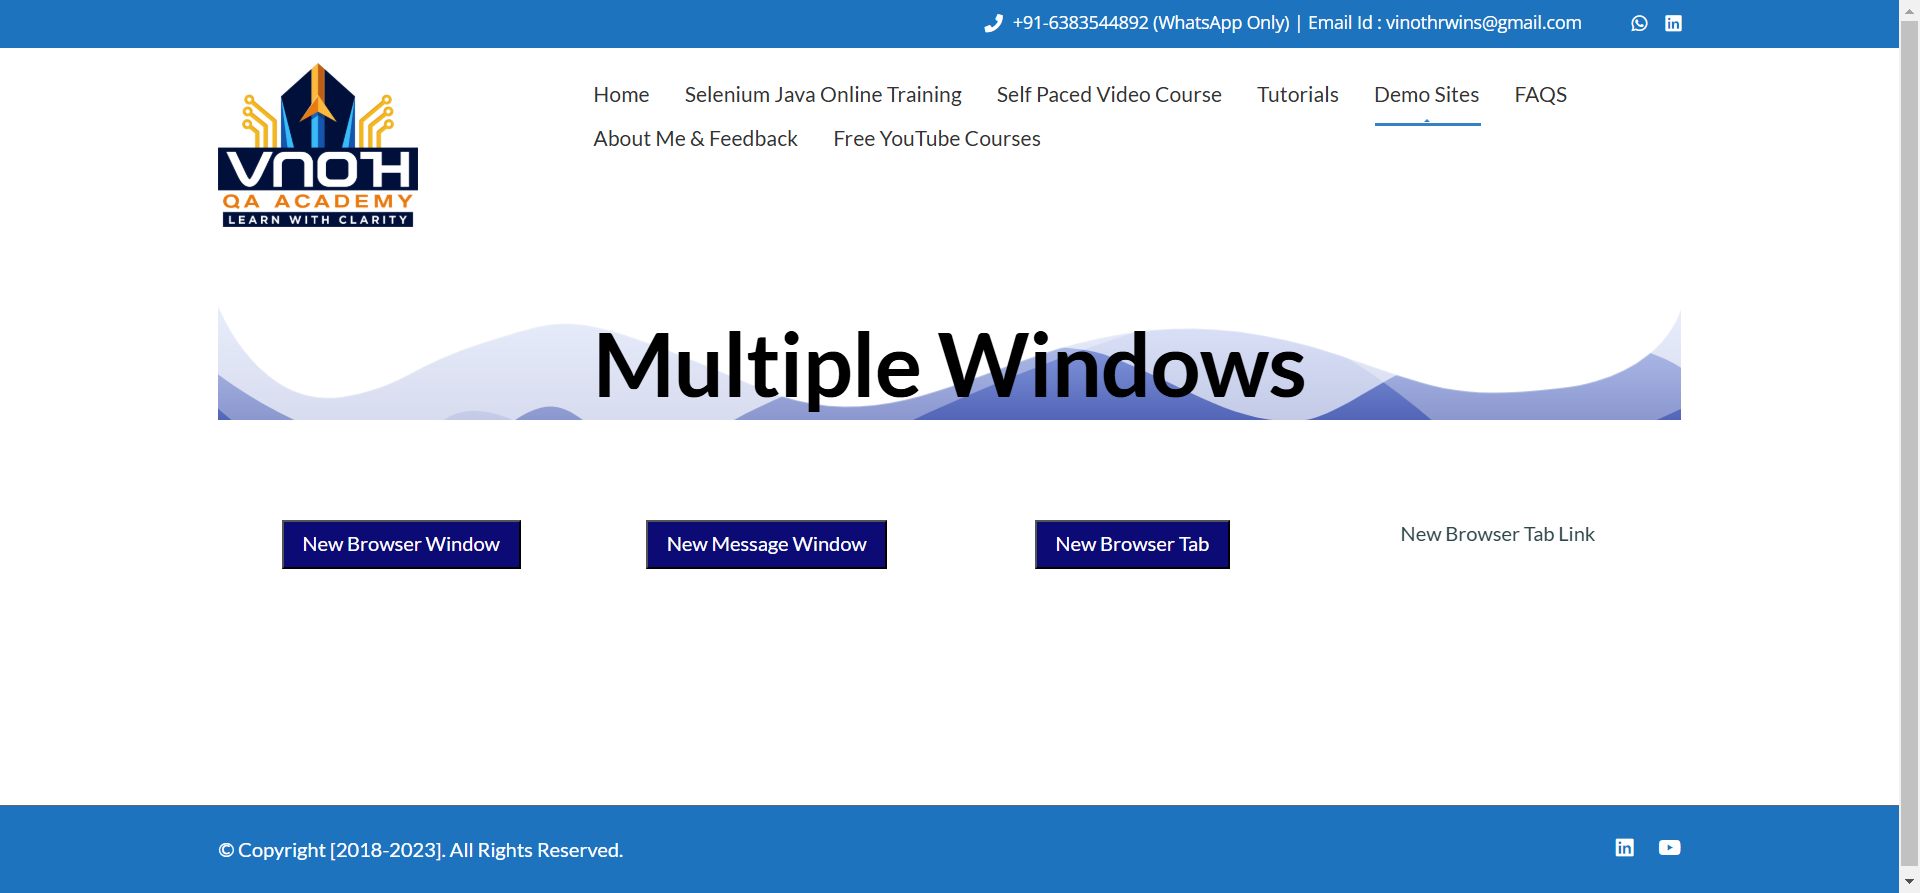 +91-6383544892 (WhatsApp Only) | Email Id : vinothrwins@gmail.com
VNOTH
QA ACADEMY
LEARN WITH CLARITY
Home Selenium Java Online Training Self Paced Video Course Tutorials Demo Sites FAQS
About Me & Feedback Free YouTube Courses
Multiple Windows
New Browser Window New Message Window New Browser Tab New Browser Tab Link
© Copyright [2018-2023]. All Rights Reserved.